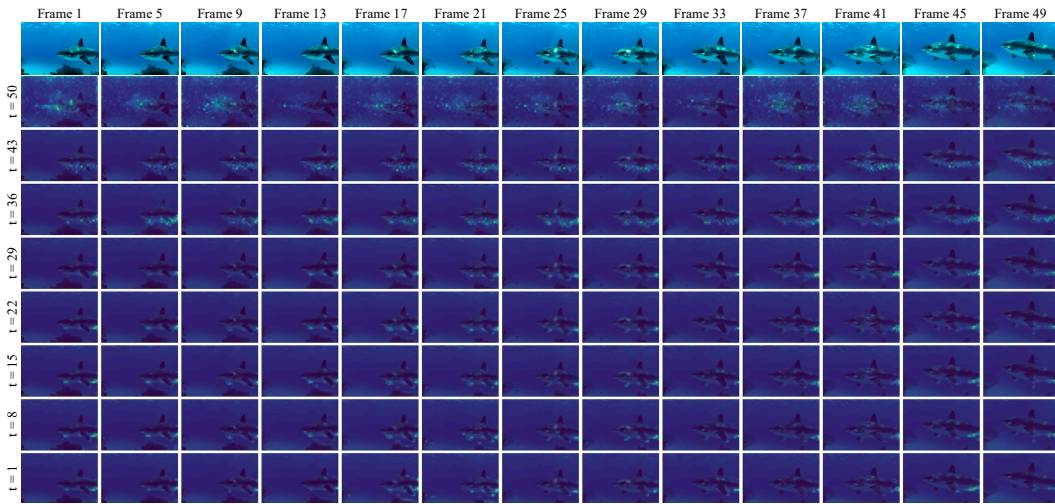 Frame 1 Frame 5 Frame 9 Frame 13 Frame 17 Frame 21 Frame 25 Frame 29 Frame 33 Frame 37 Frame 41 Frame 45 Frame 49
t = 50
t = 43
t = 36
t = 29
t = 22
t = 15
t = 8
t = 1